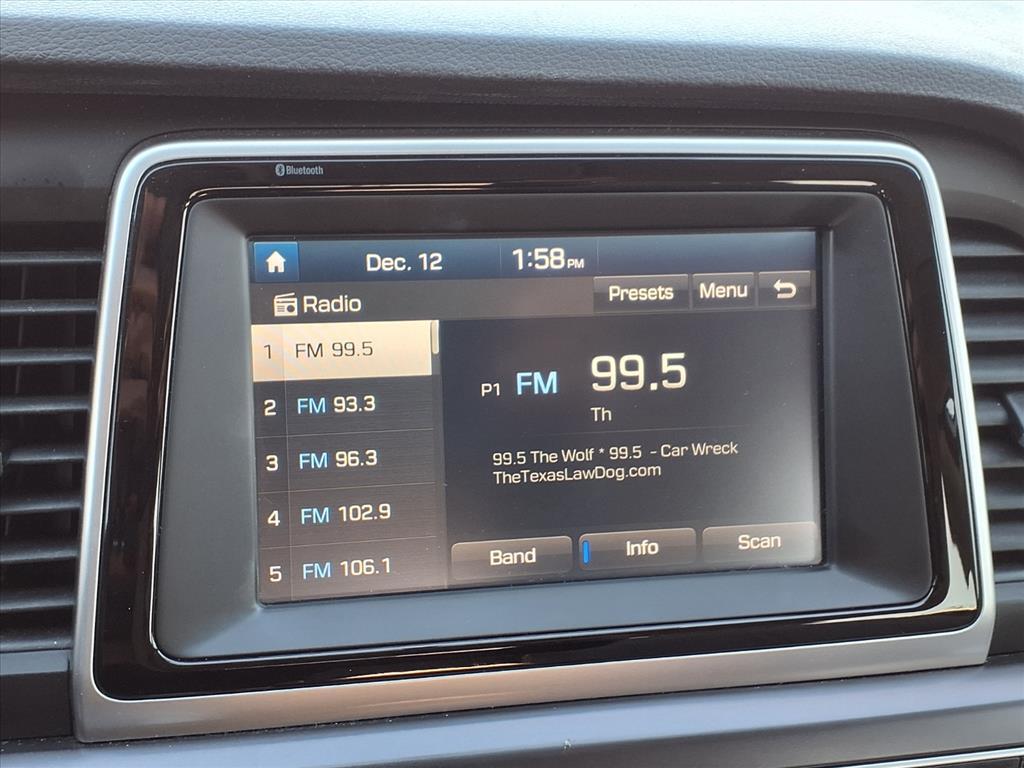 Bluetooth
Dec. 12
1:58 PM
Radio
Presets
Menu
1 FM 99.5
2 FM 93.3
3 FM 96.3
4 FM 102.9
5 FM 106.1
P1 FM 99.5
Th
99.5 The Wolf * 99.5 - Car Wreck
TheTexasLawDog.com
Band
Info
Scan